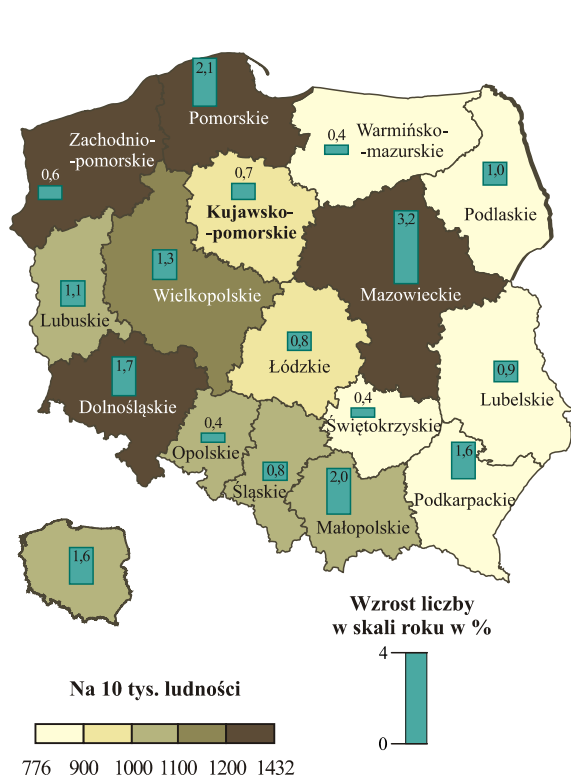 2,1
Pomorskie
Zachodnio-
-pomorskie
0,6
0,4
Warmińsko-
-mazurskie
1,0
Podlaskie
0,7
Kujawsko-
-pomorskie
3,2
Mazowieckie
1,3
Wielkopolskie
1,1
Lubuskie
0,8
Łódzkie
1,7
Dolnośląskie
0,9
Lubelskie
0,4
Świętokrzyskie
0,4
Opolskie
0,8
Śląskie
2,0
Małopolskie
1,6
Podkarpackie
1,6
Wzrost liczby
w skali roku w %
4
0
Na 10 tys. ludności
776 900 1000 1100 1200 1432